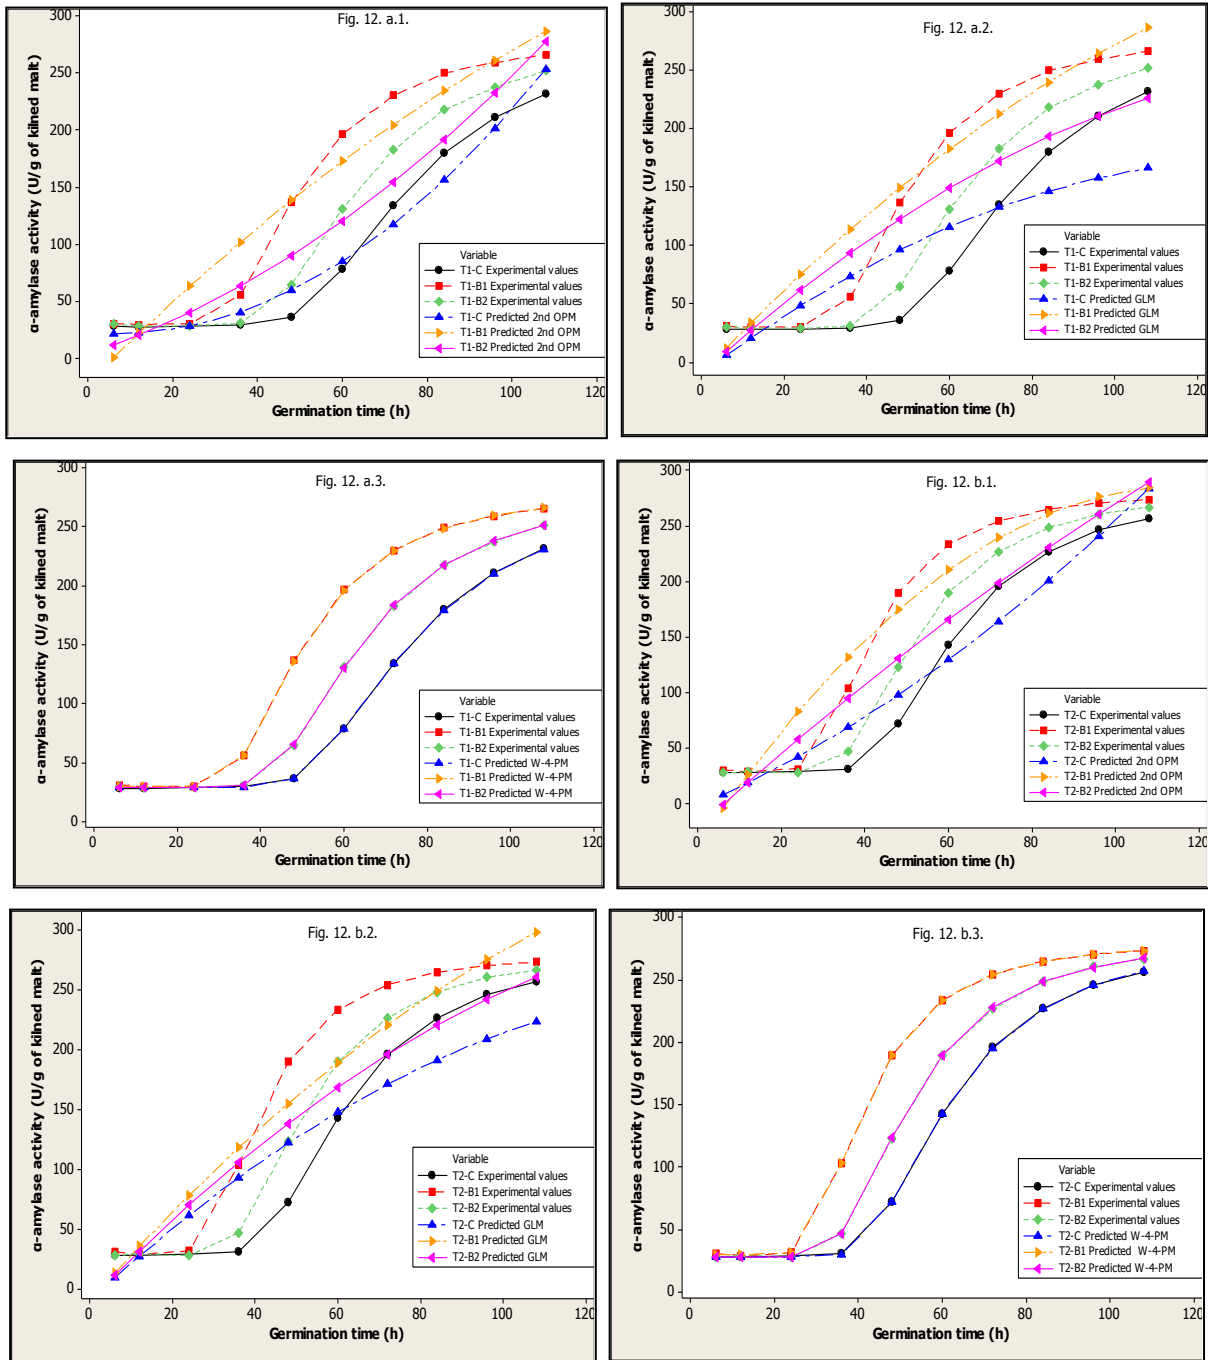 Fig. 12. a.1.
α-amylase activity (U/g of kilned malt)
300
250
200
150
100
50
0
Variable
T1-C Experimental values
T1-B1 Experimental values
T1-B2 Experimental values
T1-C Predicted 2nd OPM
T1-B1 Predicted 2nd OPM
T1-B2 Predicted 2nd OPM
0 20 40 60 80 100 120
Germination time (h)
Fig. 12. a.2.
α-amylase activity (U/g of kilned malt)
300
250
200
150
100
50
0
Variable
T1-C Experimental values
T1-B1 Experimental values
T1-B2 Experimental values
T1-C Predicted GLM
T1-B1 Predicted GLM
T1-B2 Predicted GLM
0 20 40 60 80 100 120
Germination time (h)
Fig. 12. a.3.
α-amylase activity (U/g of kilned malt)
300
250
200
150
100
50
0
Variable
T1-C Experimental values
T1-B1 Experimental values
T1-B2 Experimental values
T1-C Predicted W-4-PM
T1-B1 Predicted W-4-PM
T1-B2 Predicted W-4-PM
0 20 40 60 80 100 120
Germination time (h)
Fig. 12. b.1.
α-amylase activity (U/g of kilned malt)
300
250
200
150
100
50
0
Variable
T2-C Experimental values
T2-B1 Experimental values
T2-B2 Experimental values
T2-C Predicted 2nd OPM
T2-B1 Predicted 2nd OPM
T2-B2 Predicted 2nd OPM
0 20 40 60 80 100 120
Germination time (h)
Fig. 12. b.2.
α-amylase activity (U/g of kilned malt)
300
250
200
150
100
50
0
Variable
T2-C Experimental values
T2-B1 Experimental values
T2-B2 Experimental values
T2-C Predicted GLM
T2-B1 Predicted GLM
T2-B2 Predicted GLM
0 20 40 60 80 100 120
Germination time (h)
Fig. 12. b.3.
α-amylase activity (U/g of kilned malt)
300
250
200
150
100
50
0
Variable
T2-C Experimental values
T2-B1 Experimental values
T2-B2 Experimental values
T2-C Predicted W-4-PM
T2-B1 Predicted W-4-PM
T2-B2 Predicted W-4-PM
0 20 40 60 80 100 120
Germination time (h)